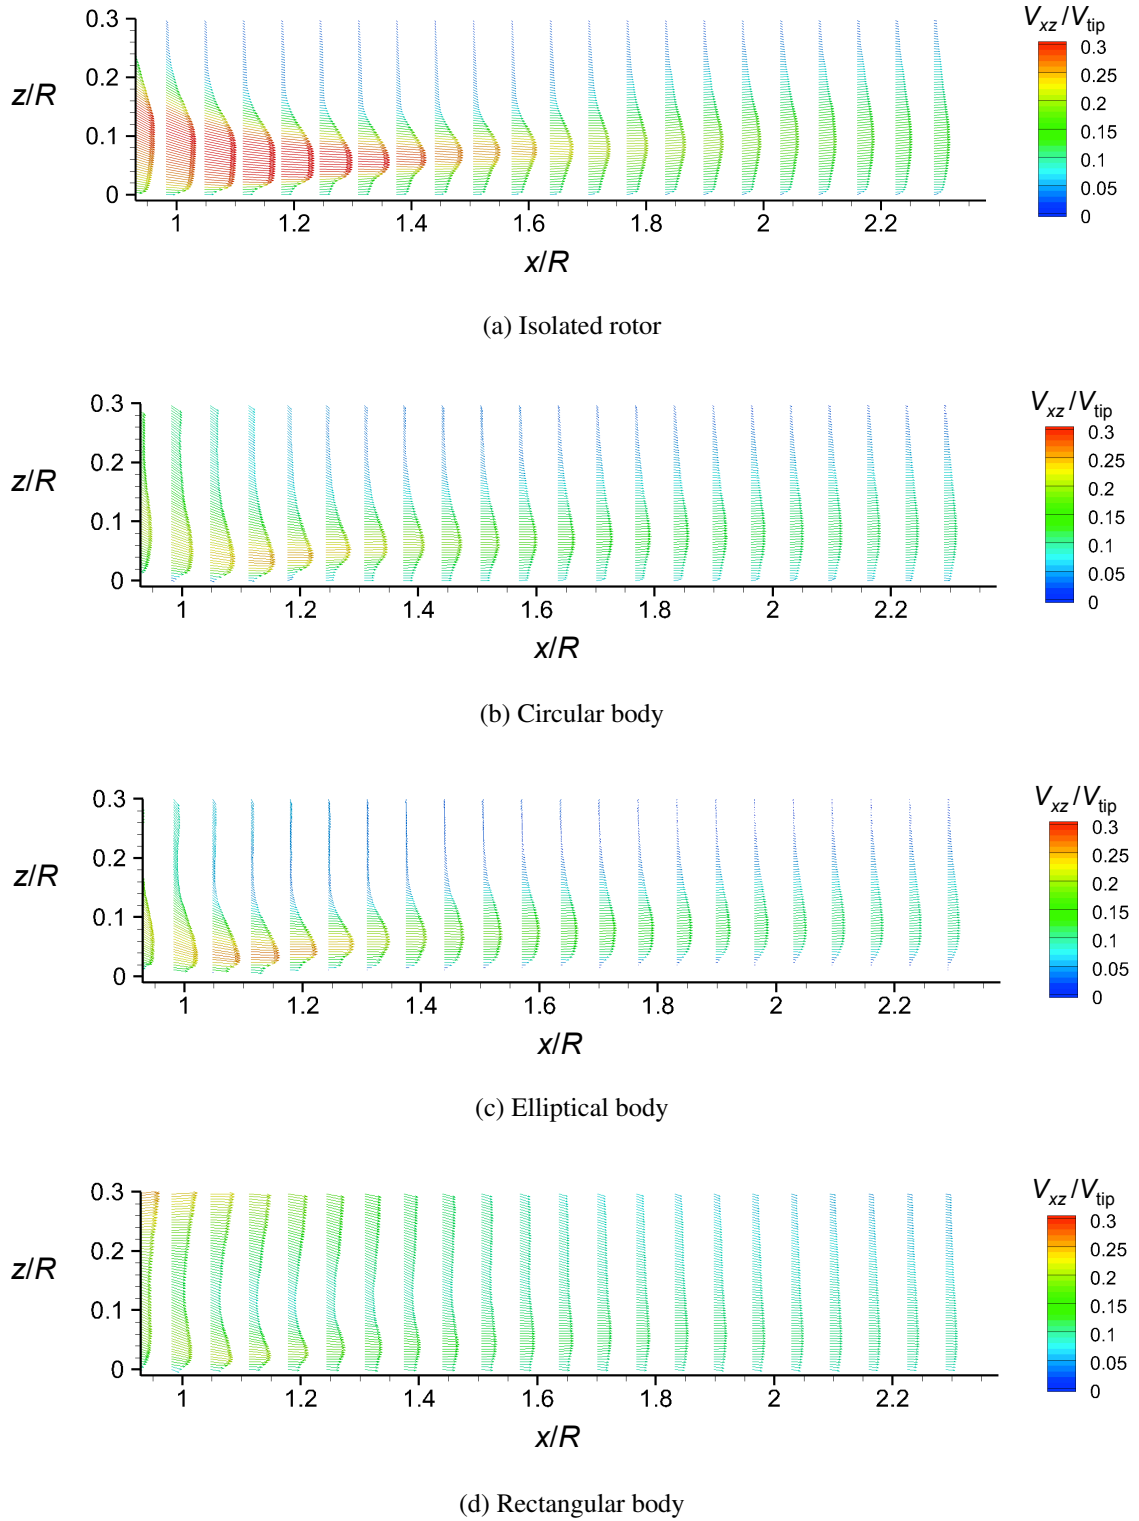 V_xz/V_tip
0.3
0.3
0.25
0.2
0.2
z/R
0.15
0.1
0.1
0.05
0
0
1 1.2 1.4 1.6 1.8 2 2.2
x/R
(a) Isolated rotor
V_xz/V_tip
0.3
0.3
0.25
0.2
0.2
z/R
0.15
0.1
0.1
0.05
0
0
1 1.2 1.4 1.6 1.8 2 2.2
x/R
(b) Circular body
V_xz/V_tip
0.3
0.3
0.25
0.2
0.2
z/R
0.15
0.1
0.1
0.05
0
0
1 1.2 1.4 1.6 1.8 2 2.2
x/R
(c) Elliptical body
V_xz/V_tip
0.3
0.3
0.25
0.2
0.2
z/R
0.15
0.1
0.1
0.05
0
0
1 1.2 1.4 1.6 1.8 2 2.2
x/R
(d) Rectangular body